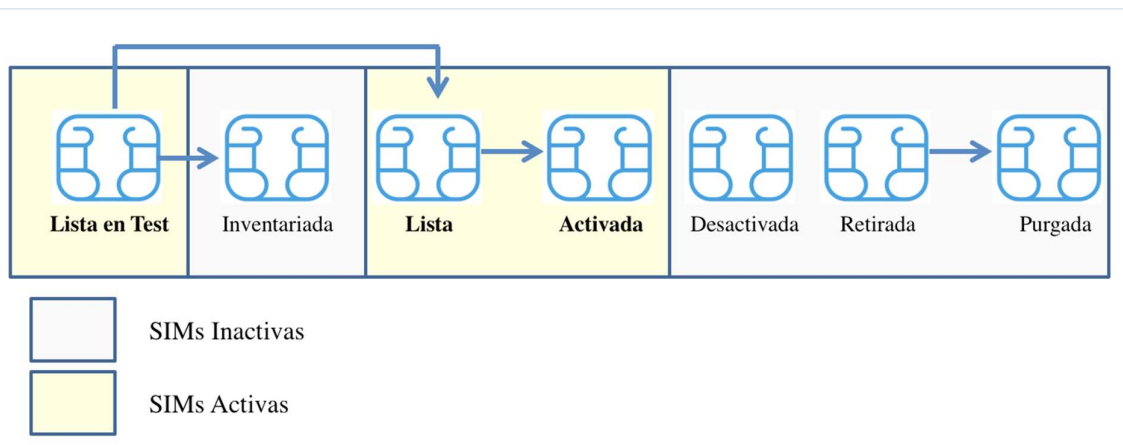 Lista en Test
Inventariada
Lista
Activada
Desactivada
Retirada
Purgada
SIMs Inactivas
SIMs Activas